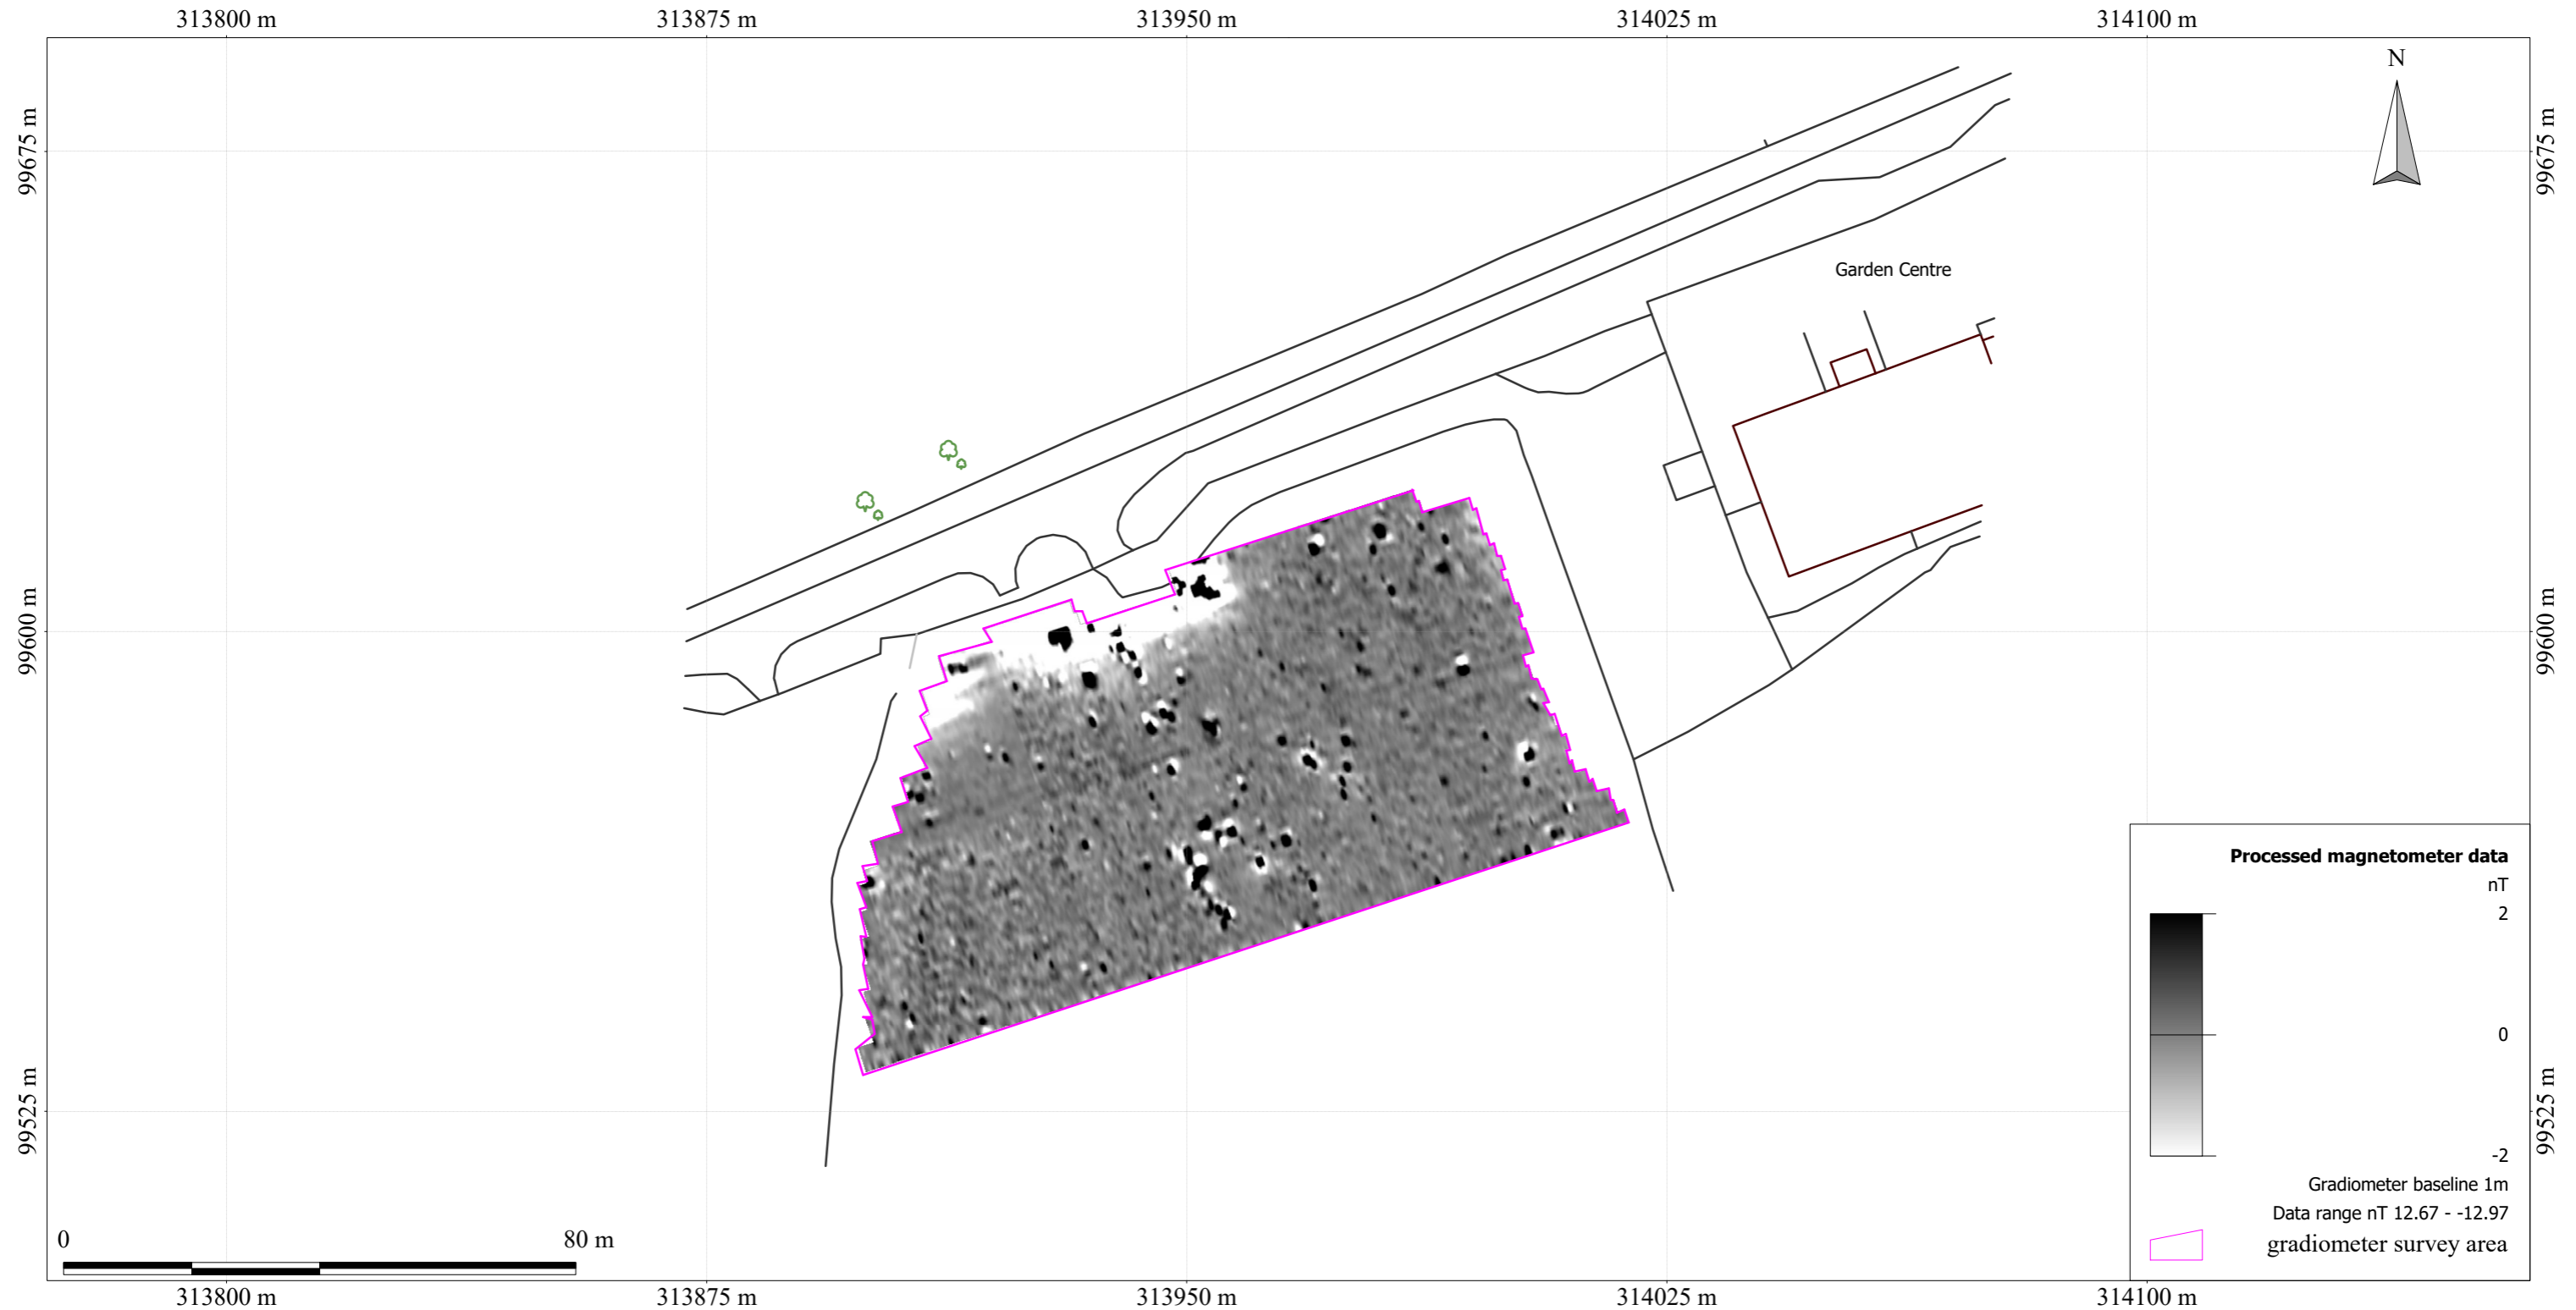 313800 m 313875 m 313950 m 314025 m 314100 m
N
99675 m
99675 m
Garden Centre
99600 m
99600 m
99525 m
99525 m
Processed magnetometer data
nT
2
0
-2
Gradiometer baseline 1m
Data range nT 12.67 - -12.97
gradiometer survey area
0 80 m
313800 m 313875 m 313950 m 314025 m 314100 m